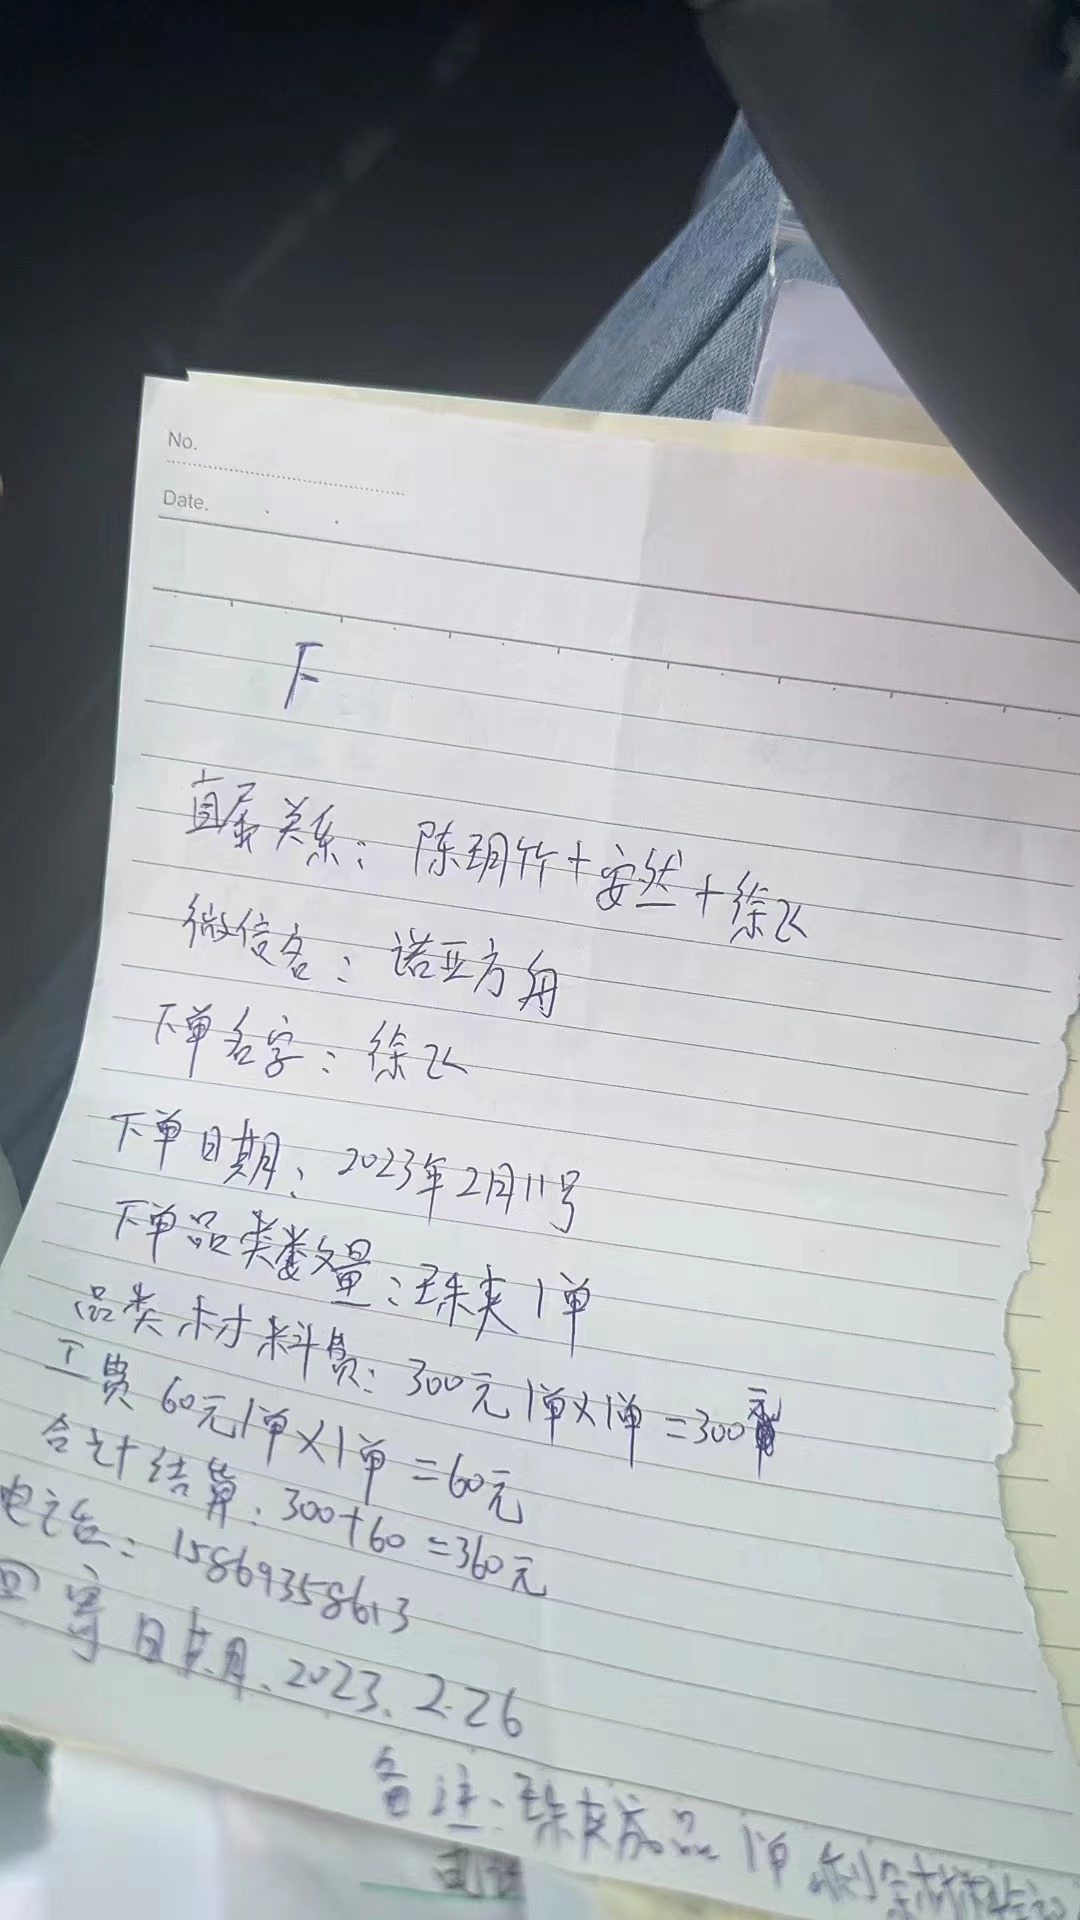 No.
Date.
下
直属关系：陈玥竹+安然+徐飞
微信名：诺亚方舟
下单名字：徐飞
下单日期：2023年2月11号
下单品类数量：珠夹1单
品类材料费：300元1单×1单=300元
工费60元1单×1单=60元
合计结算：300+60=360元
电话：15869358613
回寄日期、2023.2.26
备注：珠夹成品1单剩余材料